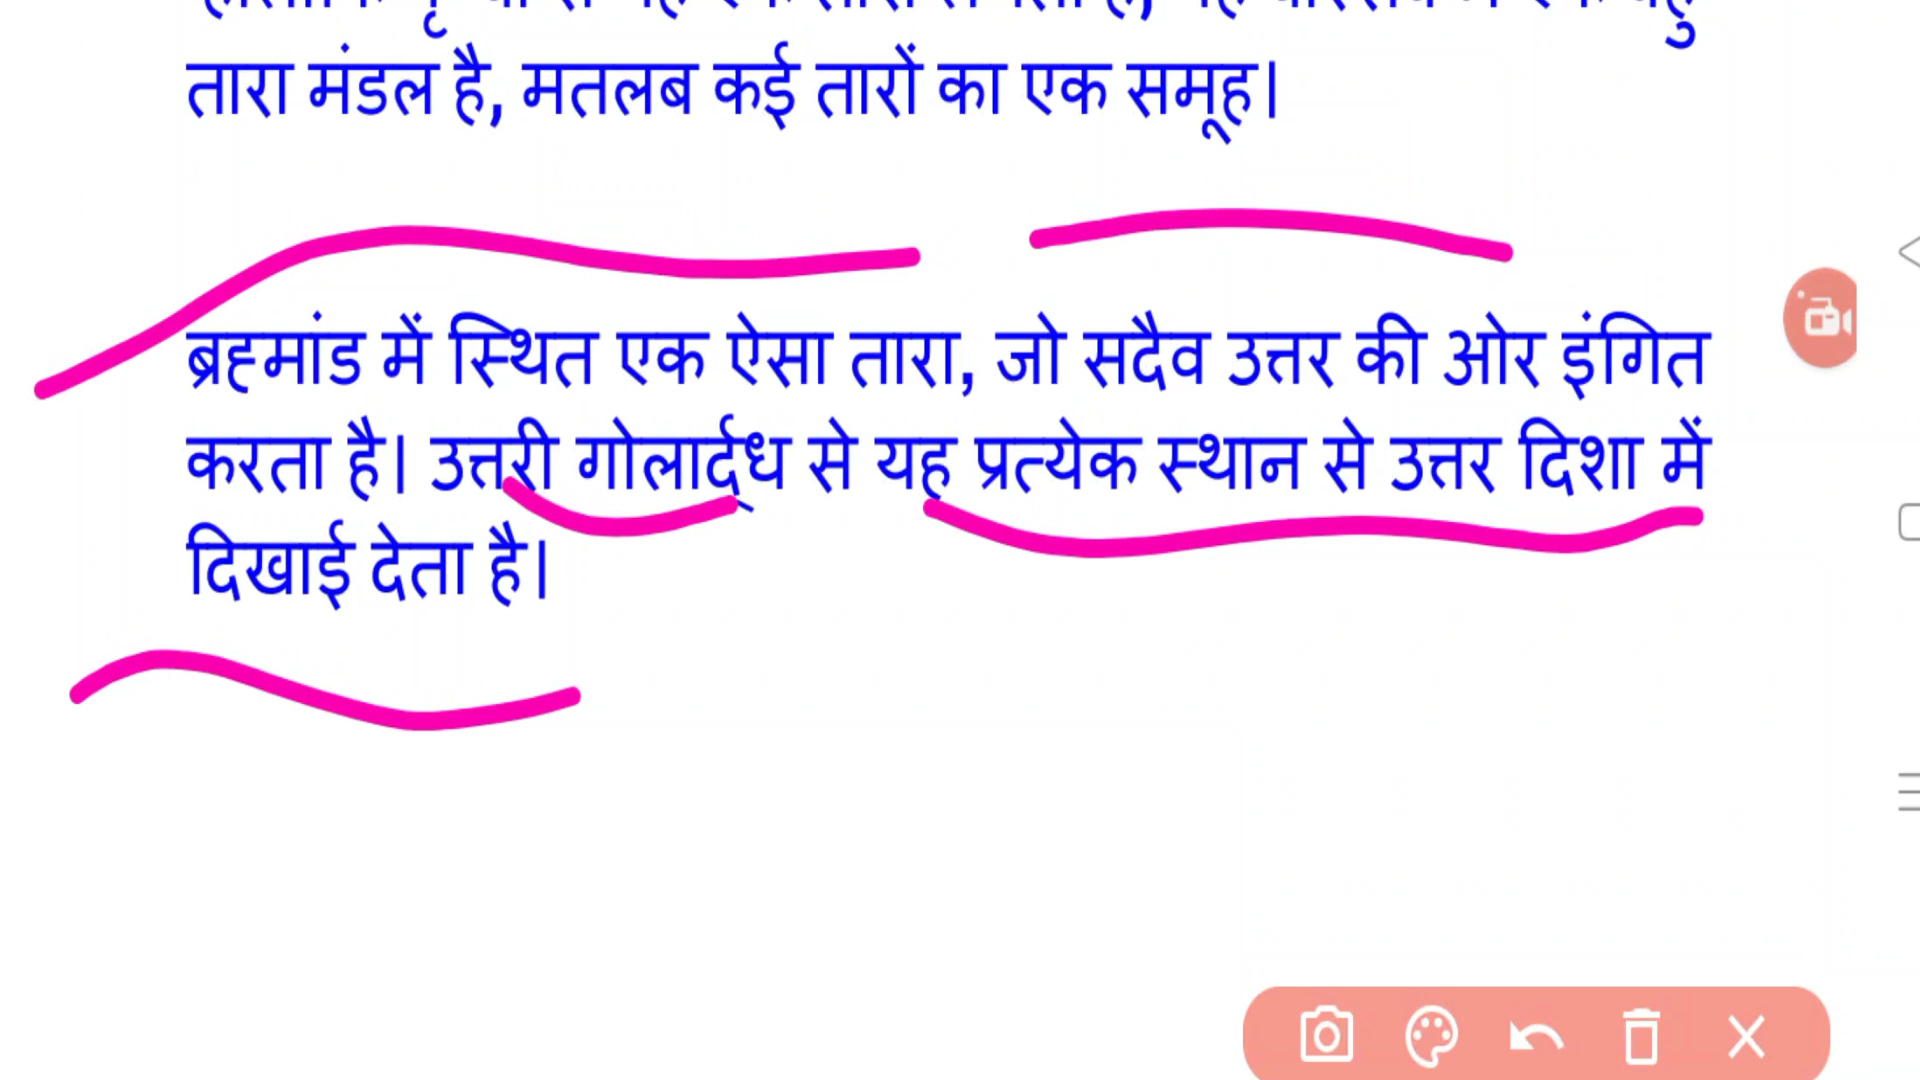 तारा मंडल है, मतलब कई तारों का एक समूह।
ब्रह्मांड में स्थित एक ऐसा तारा, जो सदैव उत्तर की ओर इंगित
करता है। उत्तरी गोलार्द्ध से यह प्रत्येक स्थान से उत्तर दिशा में
दिखाई देता है।